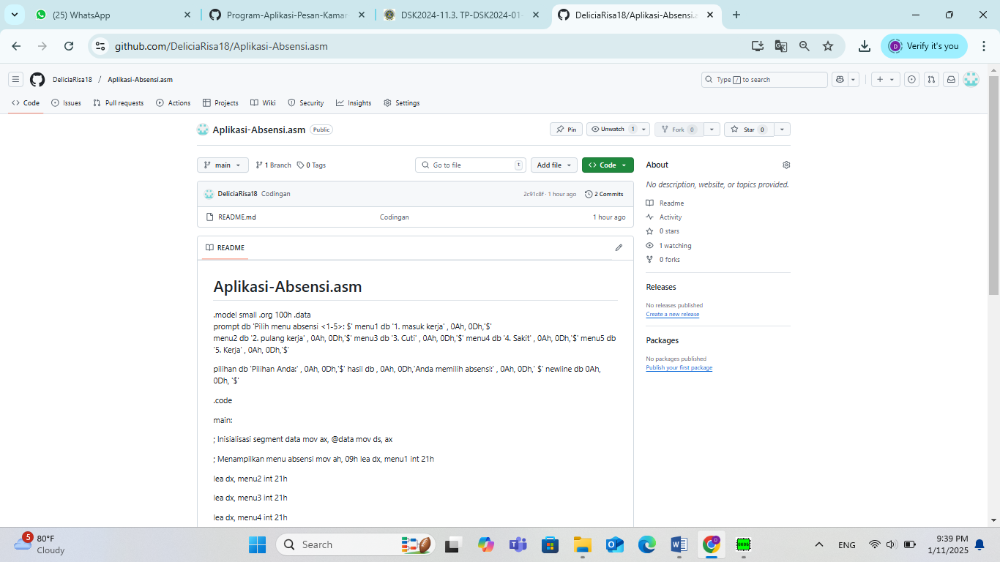 (25) WhatsApp
Program-Aplikasi-Pesan-Kamar
DSK2024-11.3. TP-DSK2024-01-
DeliciaRisa18/Aplikasi-Absensi.a
github.com/DeliciaRisa18/Aplikasi-Absensi.asm
Verify it's you
DeliciaRisa18 / Aplikasi-Absensi.asm
Type / to search
Code Issues Pull requests Actions Projects Wiki Security Insights Settings
Aplikasi-Absensi.asm Public
Pin Unwatch 1 Fork 0 Star 0
main 1 Branch 0 Tags Go to file t Add file Code
About
No description, website, or topics provided.
DeliciaRisa18 Codingan 2c91c8f · 1 hour ago 2 Commits
README.md Codingan 1 hour ago
Readme
Activity
0 stars
1 watching
0 forks
README
Releases
No releases published
Create a new release
Packages
No packages published
Publish your first package
Aplikasi-Absensi.asm
.model small .org 100h .data
prompt db 'Pilih menu absensi <1-5>: $' menu1 db '1. masuk kerja' , 0Ah, 0Dh,'$'
menu2 db '2. pulang kerja' , 0Ah, 0Dh,'$' menu3 db '3. Cuti' , 0Ah, 0Dh,'$' menu4 db '4. Sakit' , 0Ah, 0Dh,'$' menu5 db
'5. Kerja' , 0Ah, 0Dh,'$'
pilihan db 'Pilihan Anda:' , 0Ah, 0Dh,'$' hasil db , 0Ah, 0Dh,'Anda memilih absensi:' , 0Ah, 0Dh,' $' newline db 0Ah,
0Dh, '$'
.code
main:
; Inisialisasi segment data mov ax, @data mov ds, ax
; Menampilkan menu absensi mov ah, 09h lea dx, menu1 int 21h
lea dx, menu2 int 21h
lea dx, menu3 int 21h
lea dx, menu4 int 21h
5
80°F
Cloudy
Search
8086
ENG
9:39 PM
1/11/2025